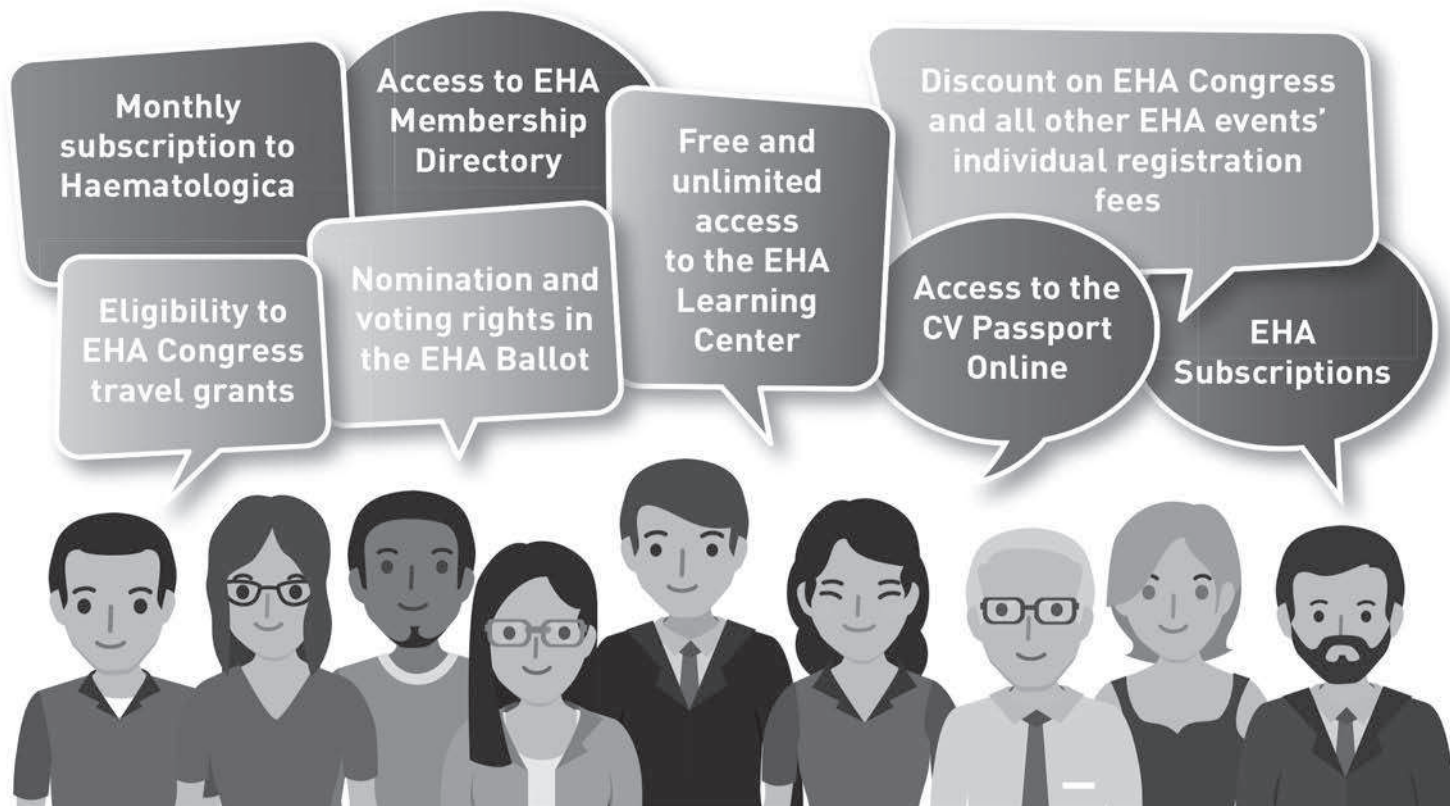 Monthly
subscription to
Haematologica
Access to EHA
Membership
Directory
Free and
unlimited
access
to the EHA
Learning
Center
Discount on EHA Congress
and all other EHA events’
individual registration
fees
Eligibility to
EHA Congress
travel grants
Nomination and
voting rights in
the EHA Ballot
Access to the
CV Passport
Online
EHA
Subscriptions